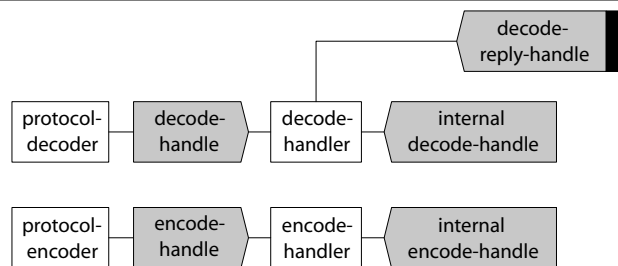 decode-
reply-handle
protocol-
decoder
decode-
handle
decode-
handler
internal
decode-handle
protocol-
encoder
encode-
handle
encode-
handler
internal
encode-handle